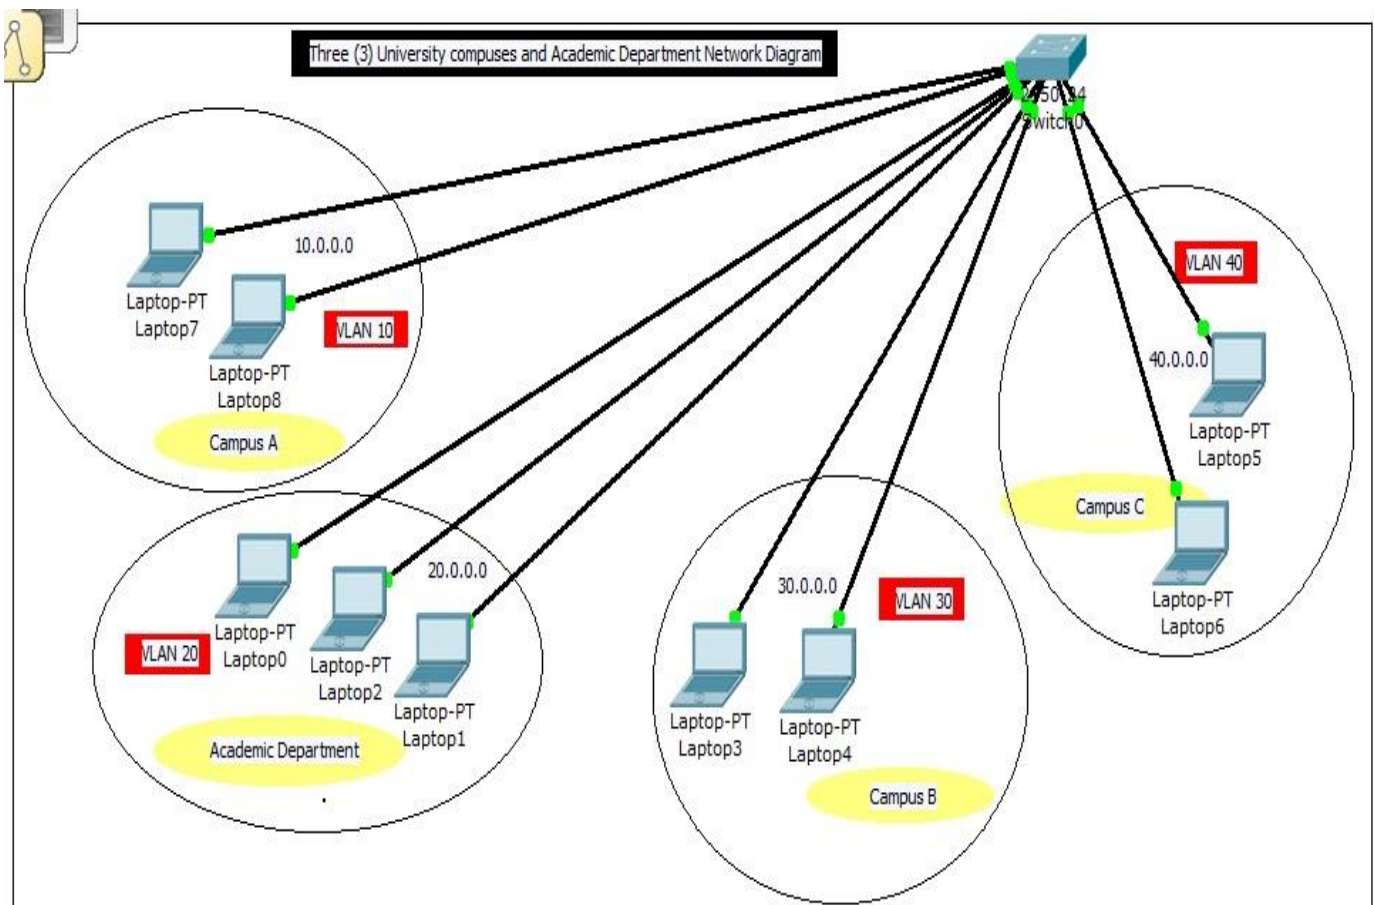 Three (3) University compuses and Academic Department Network Diagram
Switch0
10.0.0.0
Laptop-PT
Laptop7
VLAN 10
Laptop-PT
Laptop8
Campus A
VLAN 40
40.0.0.0
Laptop-PT
Laptop5
Campus C
Laptop-PT
Laptop6
20.0.0.0
Laptop-PT
Laptop0
VLAN 20
Laptop-PT
Laptop2
Laptop-PT
Laptop1
Academic Department
30.0.0.0
VLAN 30
Laptop-PT
Laptop3
Laptop-PT
Laptop4
Campus B